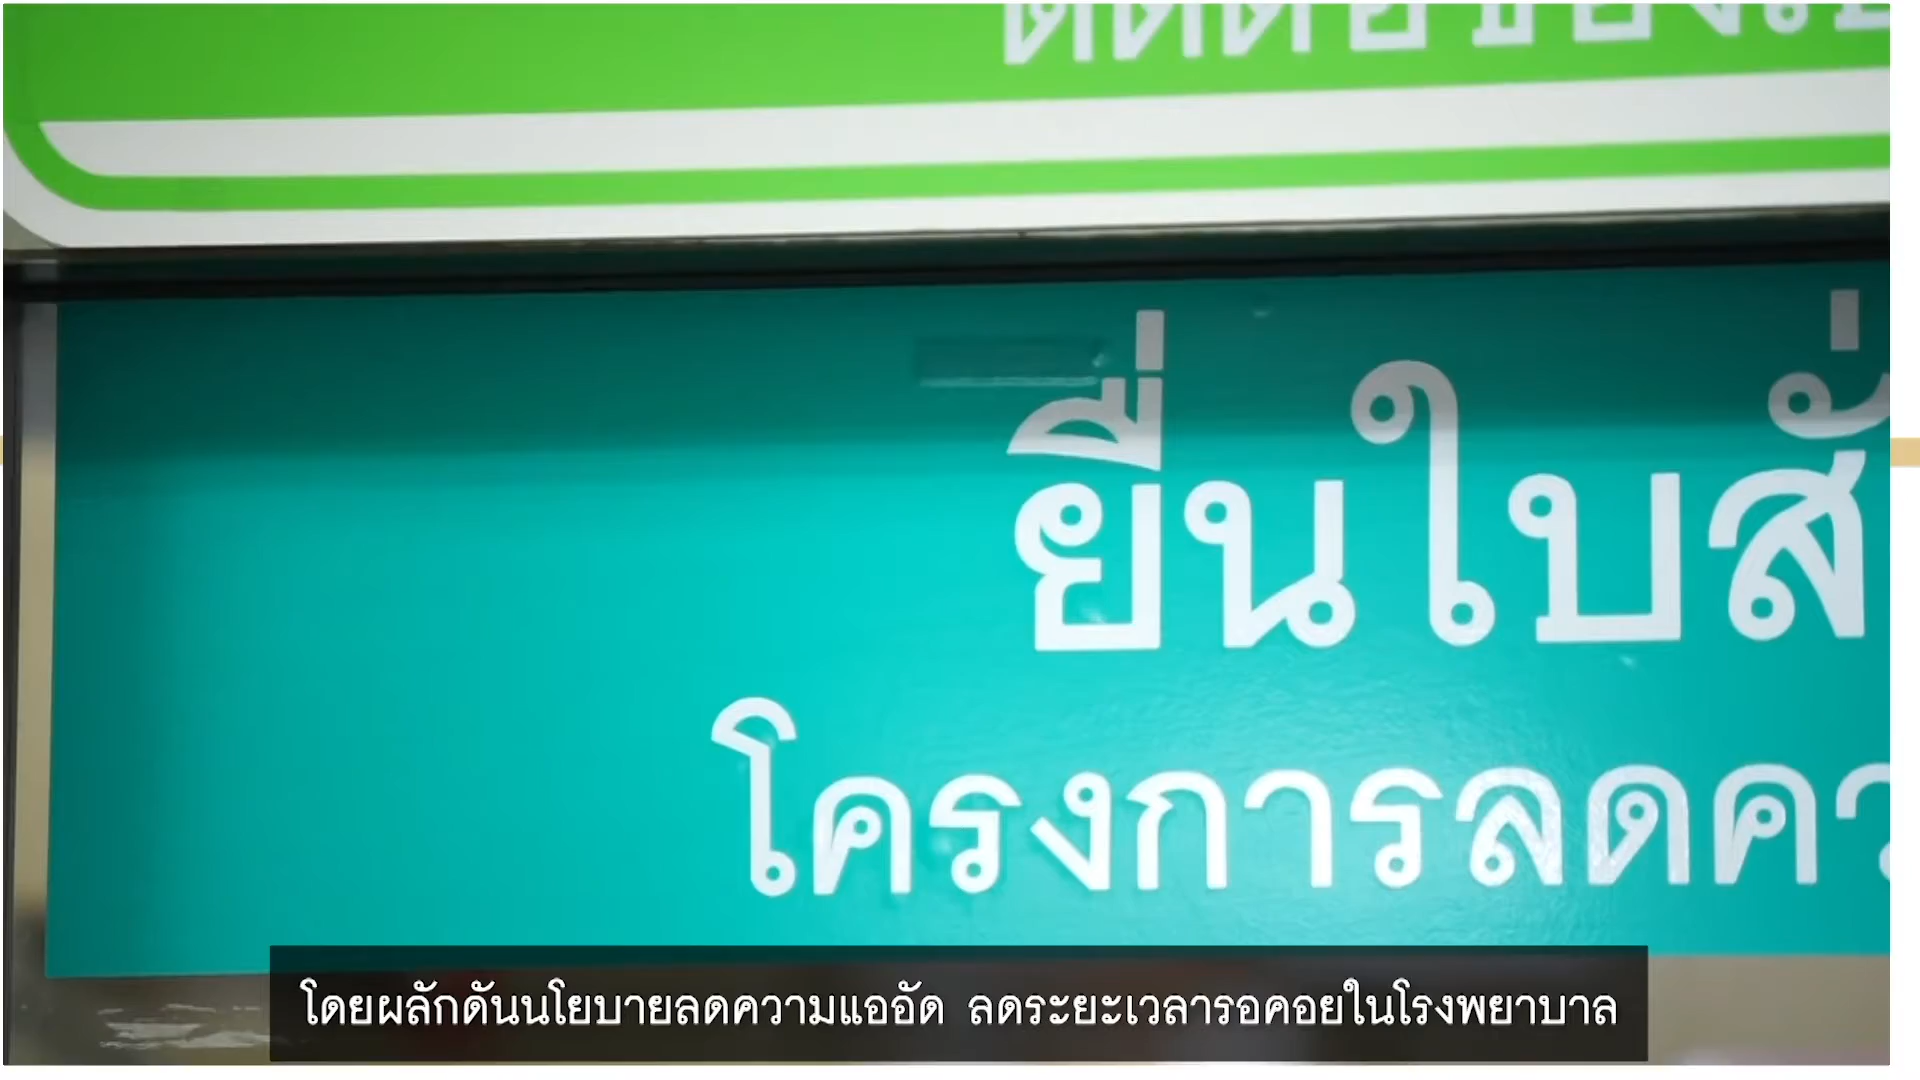 ยื่นใบสั่
โครงการลดคว
โดยผลักดันนโยบายลดความแออัด ลดระยะเวลารอคอยในโรงพยาบาล